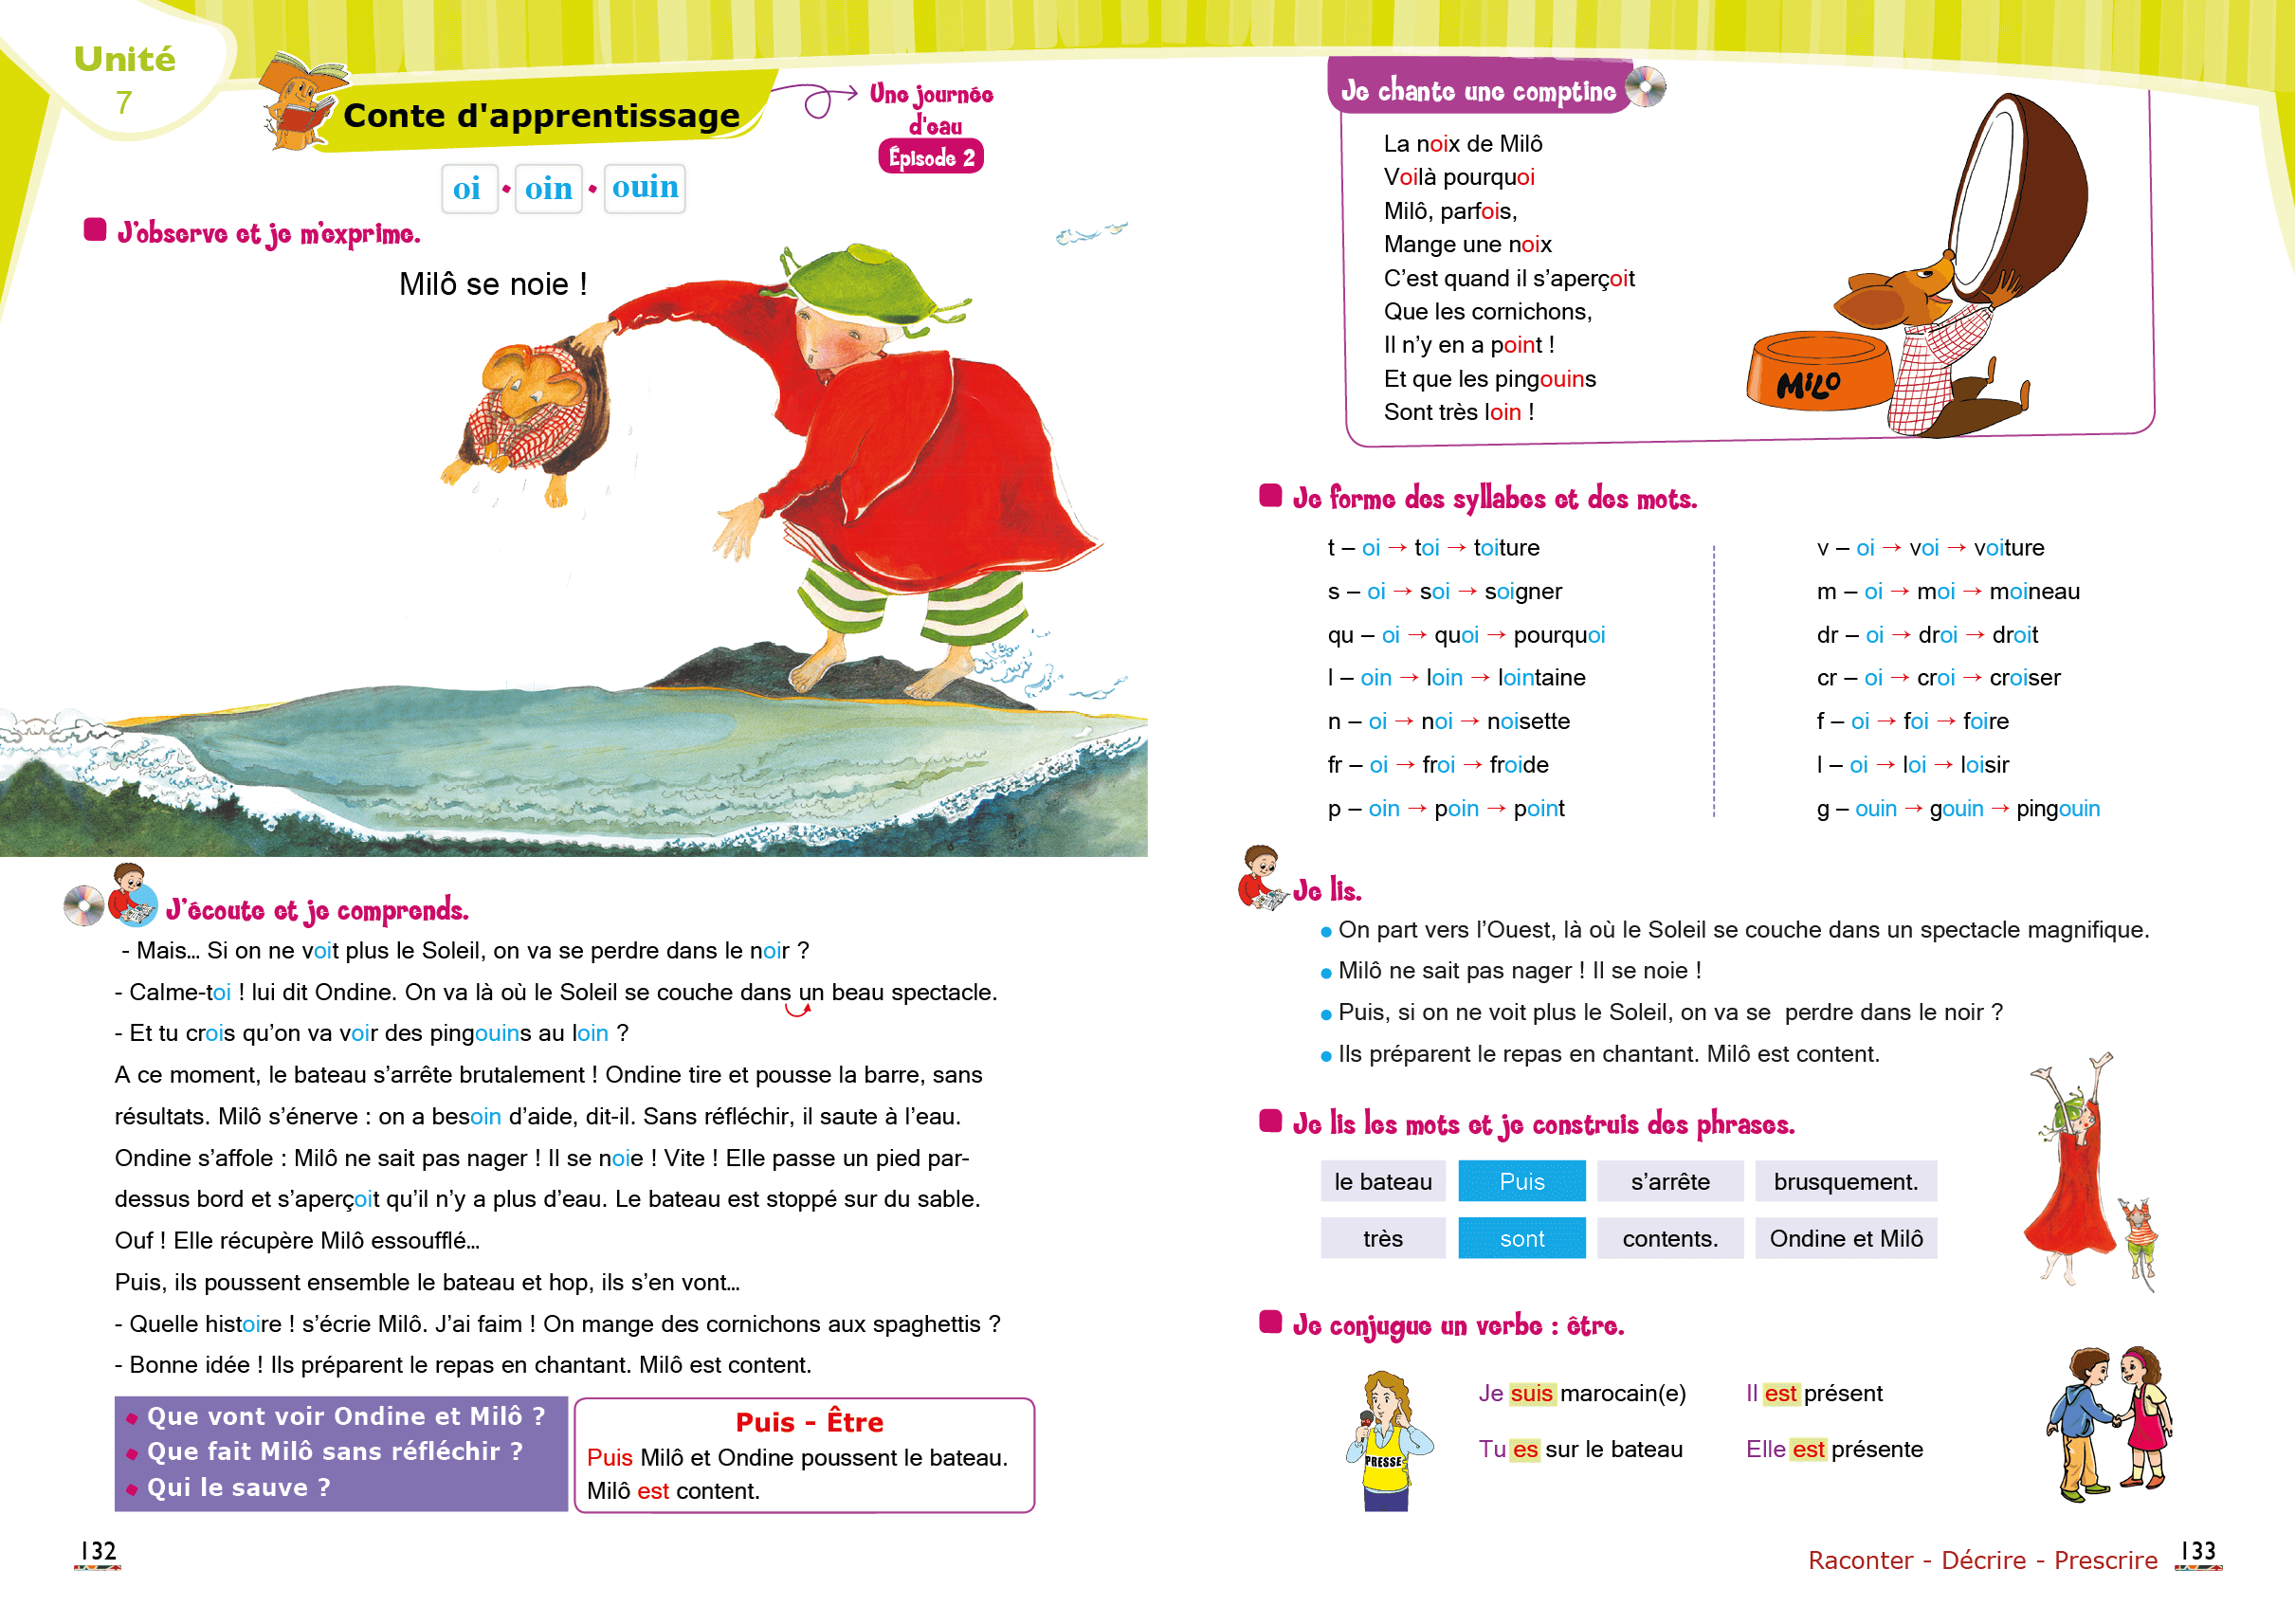 Unité
7
Conte d'apprentissage
Une journée
d'eau
Épisode 2
oi • oin • ouin
J'observe et je m'exprime.
Milô se noie !
J'écoute et je comprends.
- Mais... Si on ne voit plus le Soleil, on va se perdre dans le noir ?
- Calme-toi ! lui dit Ondine. On va là où le Soleil se couche dans un beau spectacle.
- Et tu crois qu'on va voir des pingouins au loin ?
A ce moment, le bateau s'arrête brutalement ! Ondine tire et pousse la barre, sans
résultats. Milô s'énerve : on a besoin d'aide, dit-il. Sans réfléchir, il saute à l'eau.
Ondine s'affole : Milô ne sait pas nager ! Il se noie ! Vite ! Elle passe un pied par-
dessus bord et s'aperçoit qu'il n'y a plus d'eau. Le bateau est stoppé sur du sable.
Ouf ! Elle récupère Milô essoufflé...
Puis, ils poussent ensemble le bateau et hop, ils s'en vont...
- Quelle histoire ! s'écrie Milô. J'ai faim ! On mange des cornichons aux spaghettis ?
- Bonne idée ! Ils préparent le repas en chantant. Milô est content.
• Que vont voir Ondine et Milô ?
• Que fait Milô sans réfléchir ?
• Qui le sauve ?
Puis - Être
Puis Milô et Ondine poussent le bateau.
Milô est content.
132
Je chante une comptine
La noix de Milô
Voilà pourquoi
Milô, parfois,
Mange une noix
C'est quand il s'aperçoit
Que les cornichons,
Il n'y en a point !
Et que les pingouins
Sont très loin !
MiLO
Je forme des syllabes et des mots.
t – oi → toi → toiture
s – oi → soi → soigner
qu – oi → quoi → pourquoi
l – oin → loin → lointaine
n – oi → noi → noisette
fr – oi → froi → froide
p – oin → poin → point
v – oi → voi → voiture
m – oi → moi → moineau
dr – oi → droi → droit
cr – oi → croi → croiser
f – oi → foi → foire
l – oi → loi → loisir
g – ouin → gouin → pingouin
Je lis.
• On part vers l'Ouest, là où le Soleil se couche dans un spectacle magnifique.
• Milô ne sait pas nager ! Il se noie !
• Puis, si on ne voit plus le Soleil, on va se perdre dans le noir ?
• Ils préparent le repas en chantant. Milô est content.
Je lis les mots et je construis des phrases.
le bateau Puis s'arrête brusquement.
très sont contents. Ondine et Milô
Je conjugue un verbe : être.
PRESSE
Je suis marocain(e) Il est présent
Tu es sur le bateau Elle est présente
Raconter - Décrire - Prescrire 133